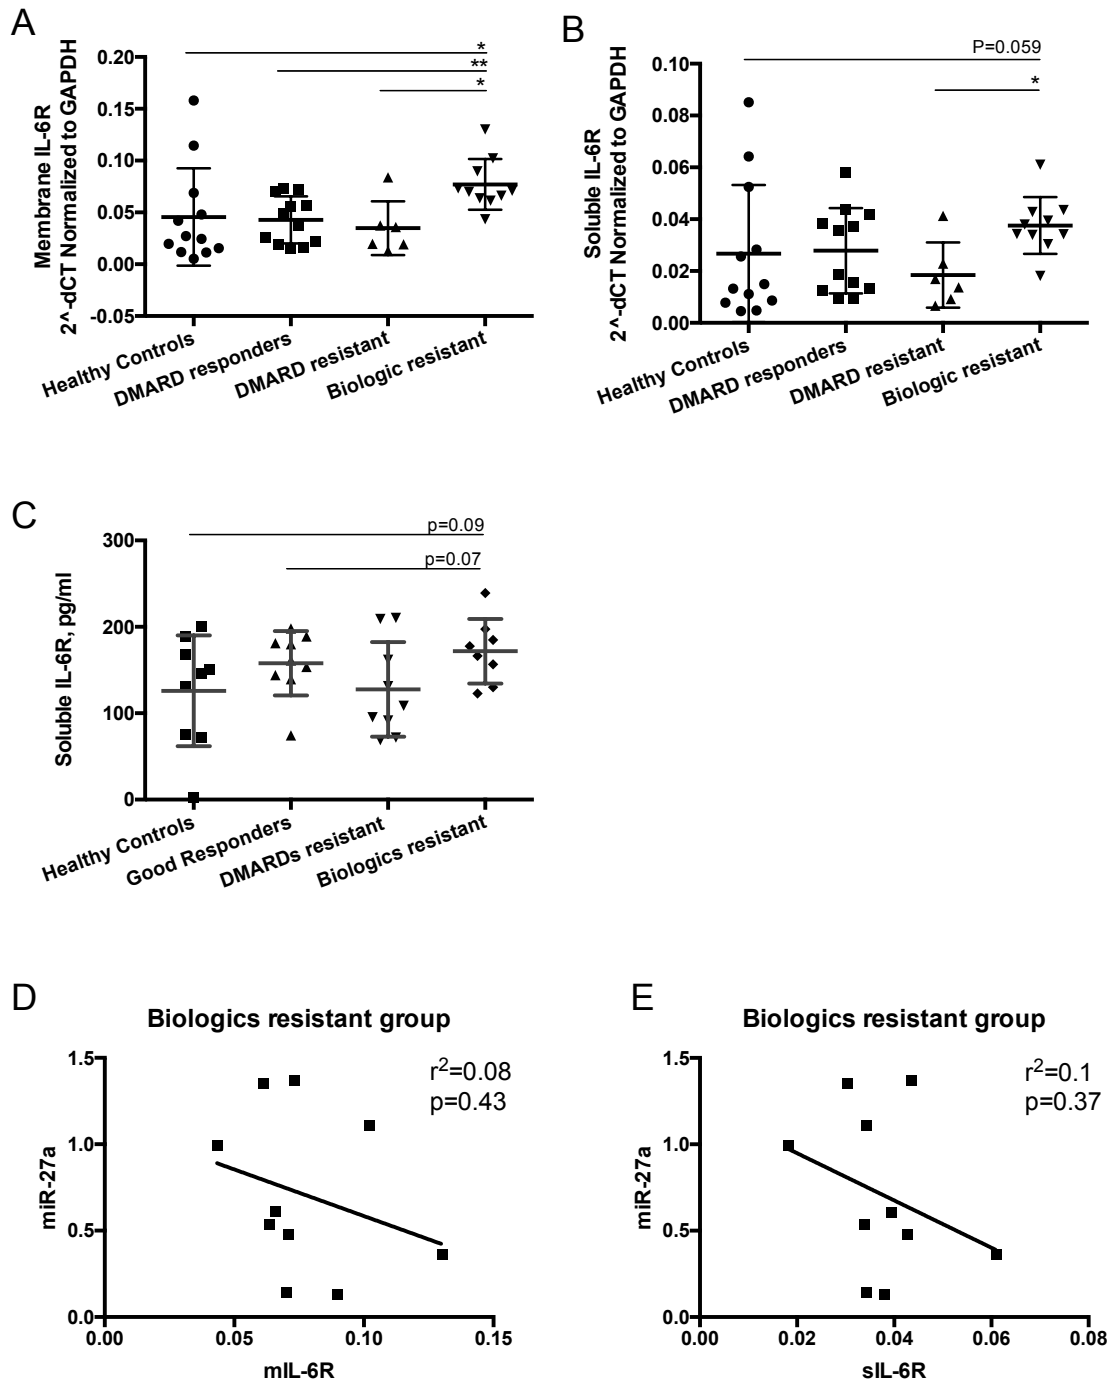 A
Membrane IL-6R
2^-dCT Normalized to GAPDH
0.20
0.15
0.10
0.05
0.00
-0.05
*
**
*
Healthy Controls
DMARD responders
DMARD resistant
Biologic resistant
B
Soluble IL-6R
2^-dCT Normalized to GAPDH
0.10
0.08
0.06
0.04
0.02
0.00
P=0.059
*
Healthy Controls
DMARD responders
DMARD resistant
Biologic resistant
C
Soluble IL-6R, pg/ml
300
200
100
0
p=0.09
p=0.07
Healthy Controls
Good Responders
DMARDs resistant
Biologics resistant
D
Biologics resistant group
r²=0.08
p=0.43
miR-27a
1.5
1.0
0.5
0.0
0.00 0.05 0.10 0.15
mIL-6R
E
Biologics resistant group
r²=0.1
p=0.37
miR-27a
1.5
1.0
0.5
0.0
0.00 0.02 0.04 0.06 0.08
sIL-6R